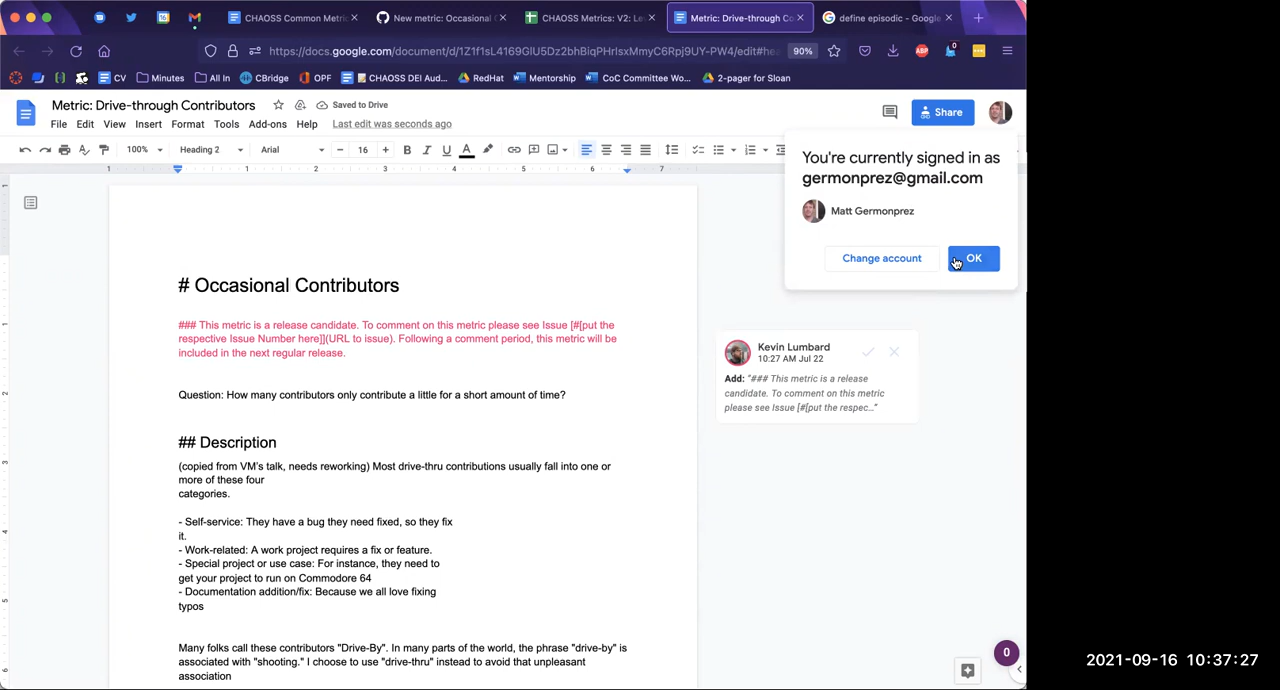 CHAOSS Common Metric
New metric: Occasional
CHAOSS Metrics: V2: Le
Metric: Drive-through Co
define episodic - Google
https://docs.google.com/document/d/1Z1f1sL4169GlU5Dz2bhBiqPHrIsxMmyC6Rpj9UY-PW4/edit#hea
90%
ABP
0
CV
Minutes
All In
CBridge
OPF
CHAOSS DEI Aud...
RedHat
Mentorship
CoC Committee Wo...
2-pager for Sloan
Metric: Drive-through Contributors
Saved to Drive
File Edit View Insert Format Tools Add-ons Help Last edit was seconds ago
Share
100% Heading 2 Arial 16
You're currently signed in as
germonprez@gmail.com
Matt Germonprez
Change account
OK
1 1 2 3 4 5 6 7
# Occasional Contributors
### This metric is a release candidate. To comment on this metric please see Issue [#[put the
respective Issue Number here]](URL to issue). Following a comment period, this metric will be
included in the next regular release.
Question: How many contributors only contribute a little for a short amount of time?
## Description
(copied from VM's talk, needs reworking) Most drive-thru contributions usually fall into one or
more of these four
categories.
- Self-service: They have a bug they need fixed, so they fix
it.
- Work-related: A work project requires a fix or feature.
- Special project or use case: For instance, they need to
get your project to run on Commodore 64
- Documentation addition/fix: Because we all love fixing
typos
Many folks call these contributors "Drive-By". In many parts of the world, the phrase "drive-by" is
associated with "shooting." I choose to use "drive-thru" instead to avoid that unpleasant
association
Kevin Lumbard
10:27 AM Jul 22
Add: "### This metric is a release
candidate. To comment on this metric
please see Issue [#[put the respec..."
0
2021-09-16 10:37:27